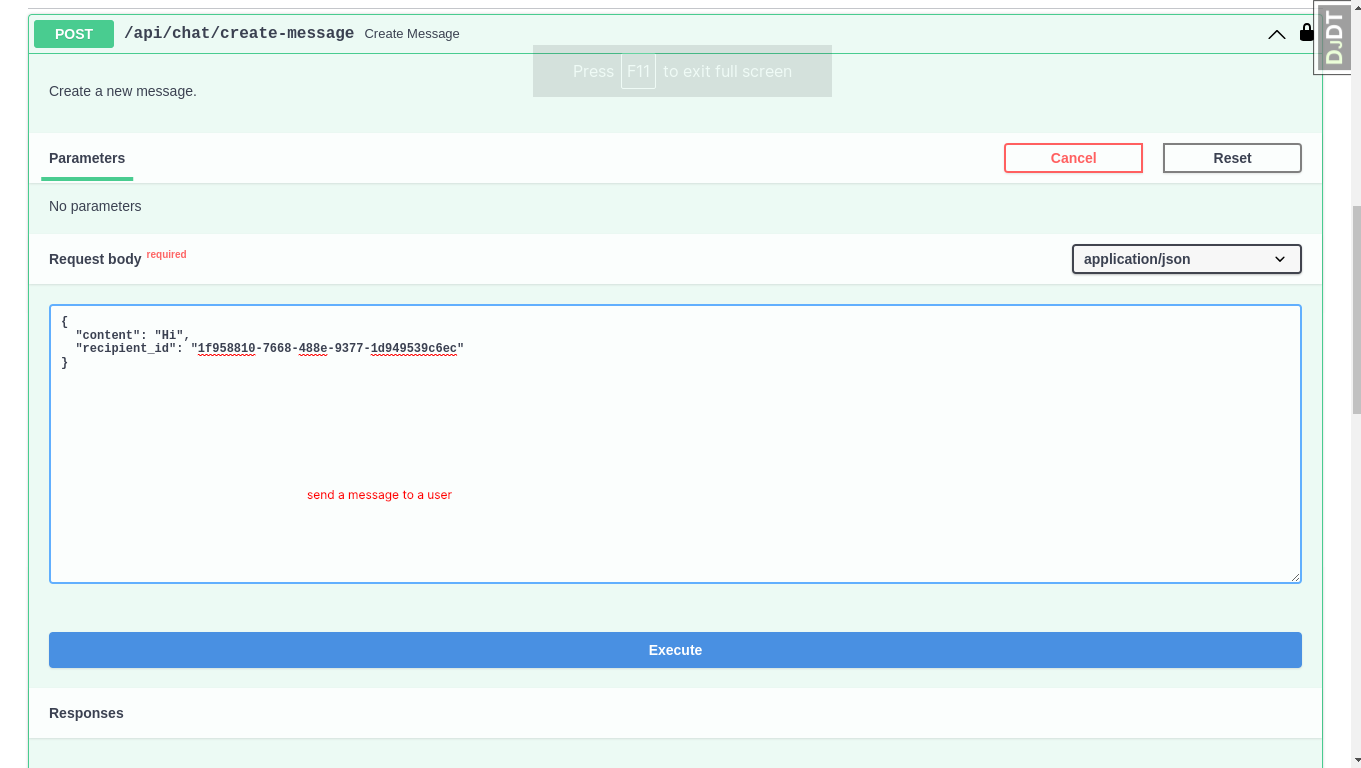 POST /api/chat/create-message Create Message
DJDT
Press F11 to exit full screen
Create a new message.
Parameters
Cancel
Reset
No parameters
Request body required
application/json
{
  "content": "Hi",
  "recipient_id": "1f958810-7668-488e-9377-1d949539c6ec"
}
send a message to a user
Execute
Responses